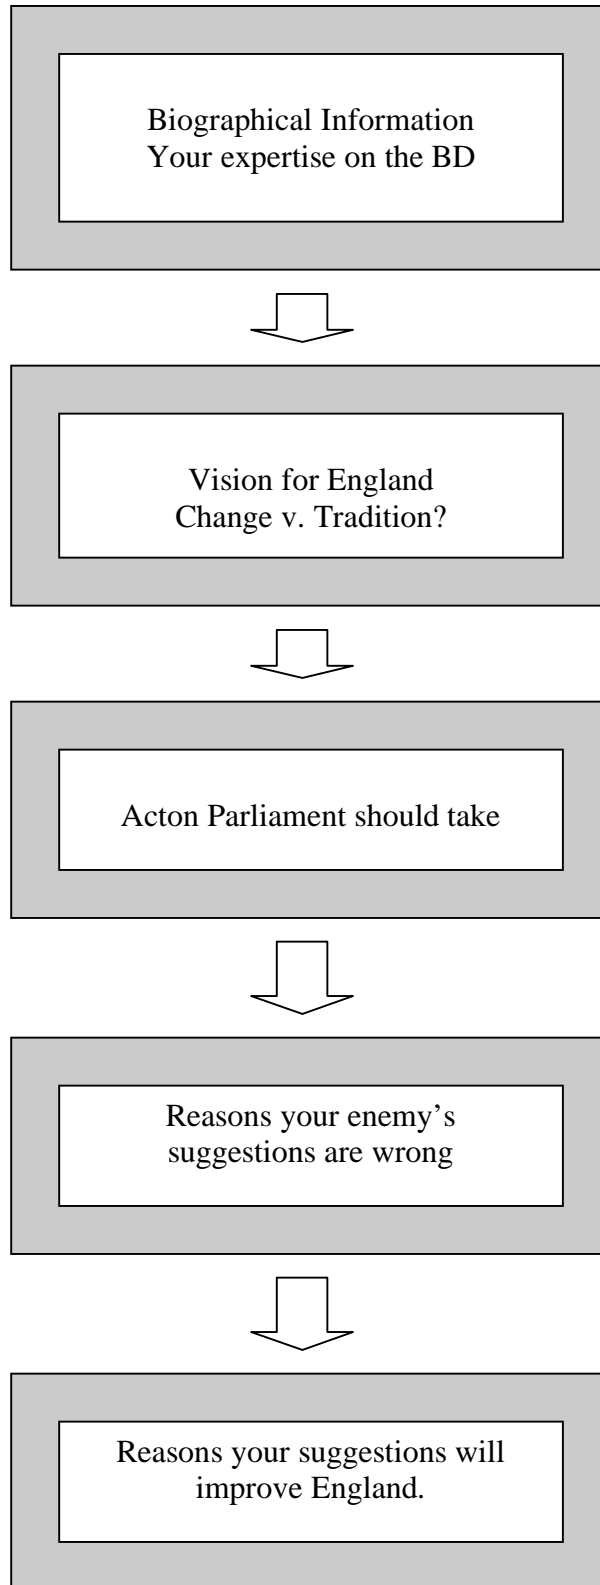 Biographical Information
Your expertise on the BD
Vision for England
Change v. Tradition?
Acton Parliament should take
Reasons your enemy’s
suggestions are wrong
Reasons your suggestions will
improve England.